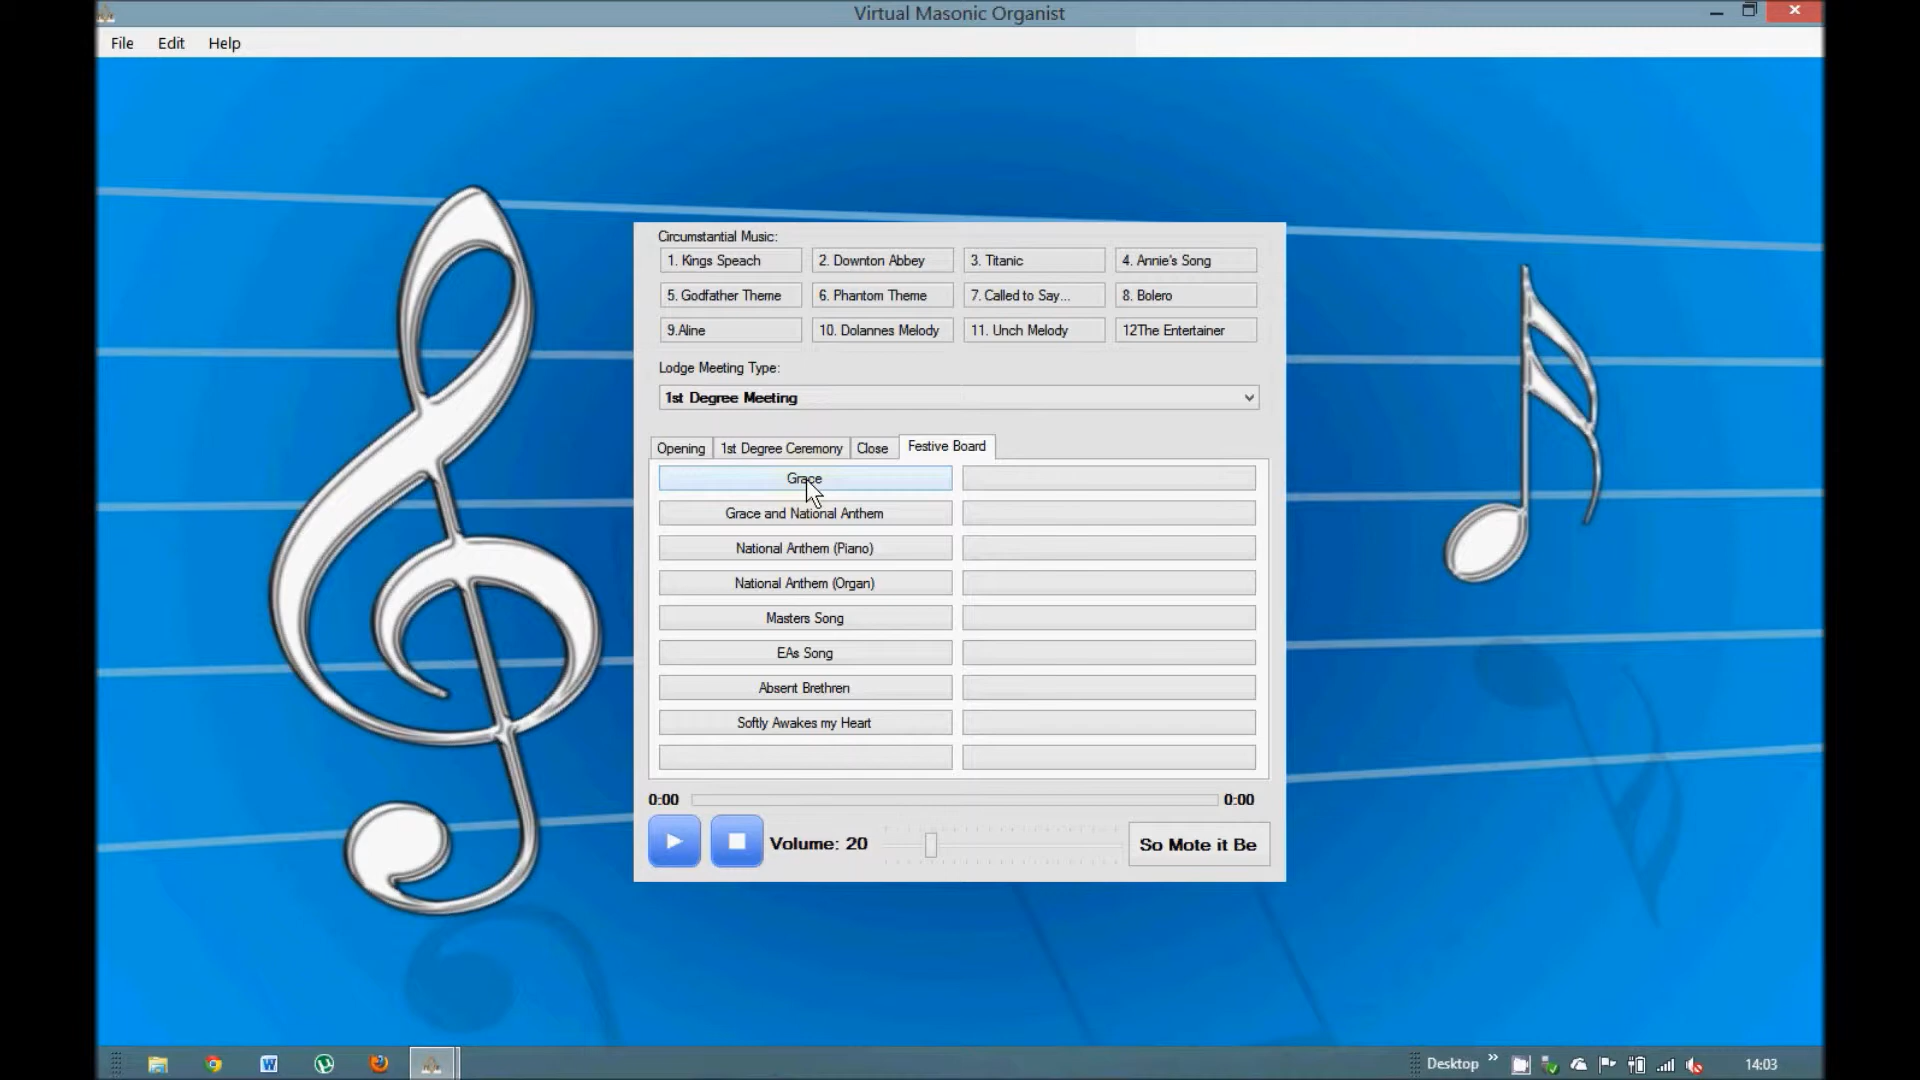 Virtual Masonic Organist
File Edit Help
Circumstantial Music:
1. Kings Speach 2. Downton Abbey 3. Titanic 4. Annie's Song
5. Godfather Theme 6. Phantom Theme 7. Called to Say... 8. Bolero
9.Aline 10. Dolannes Melody 11. Unch Melody 12The Entertainer
Lodge Meeting Type:
1st Degree Meeting
Opening 1st Degree Ceremony Close Festive Board
Grace
Grace and National Anthem
National Anthem (Piano)
National Anthem (Organ)
Masters Song
EAs Song
Absent Brethren
Softly Awakes my Heart
0:00 0:00
Volume: 20 So Mote it Be
Desktop » 14:03